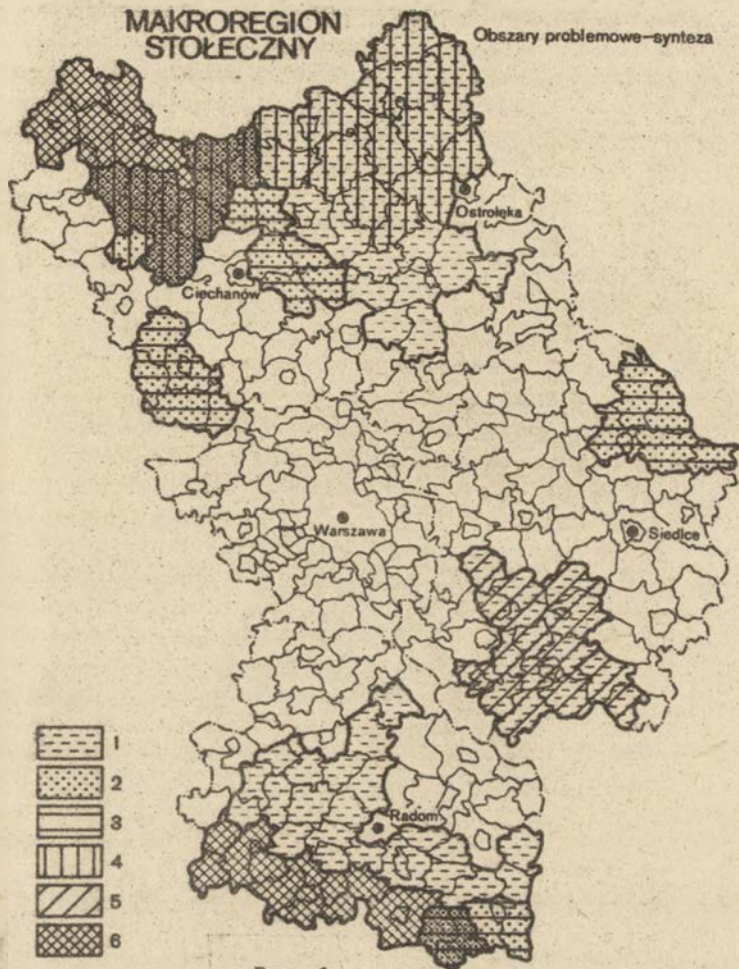 MAKROREGION
STOŁECZNY
Obszary problemowe-synteza
Ostrołęka
Ciechanów
Warszawa
Siedlce
Radom
1
2
3
4
5
6